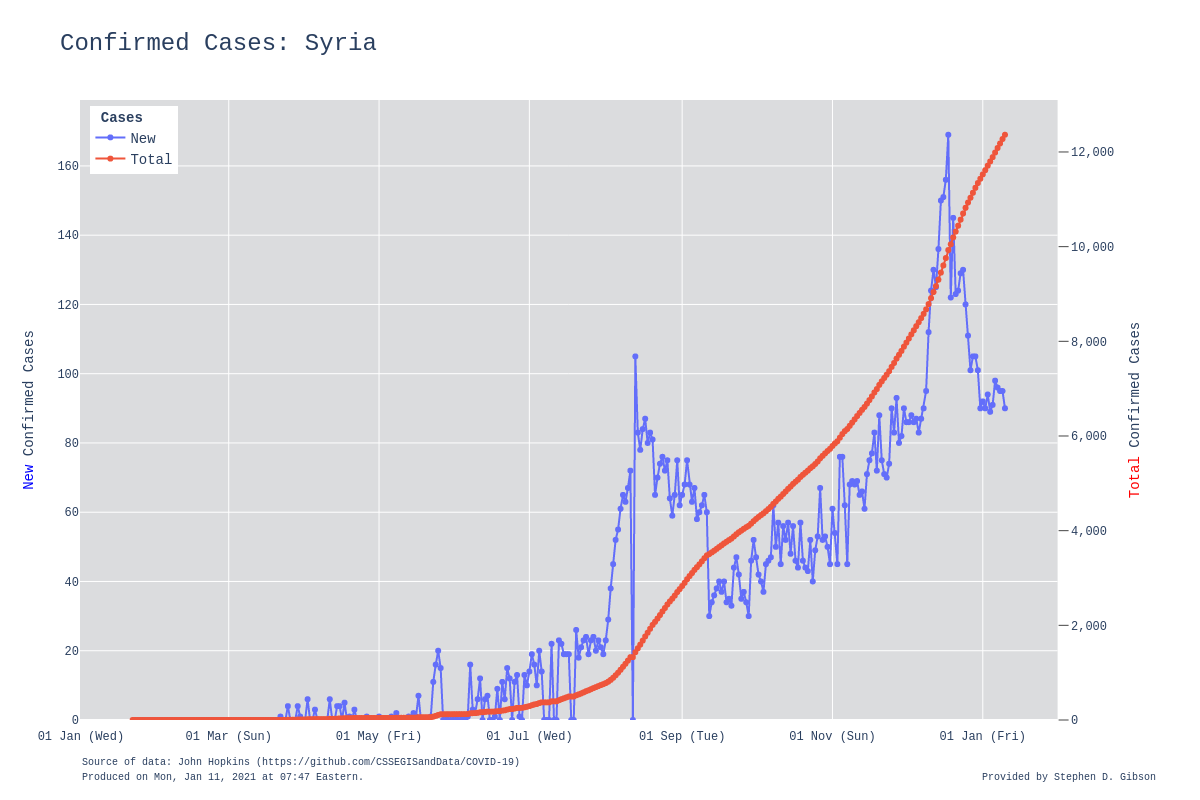 Confirmed Cases: Syria
Cases
New
Total
160
140
120
100
80
60
40
20
0
12,000
10,000
8,000
6,000
4,000
2,000
0
New Confirmed Cases
Total Confirmed Cases
01 Jan (Wed)
01 Mar (Sun)
01 May (Fri)
01 Jul (Wed)
01 Sep (Tue)
01 Nov (Sun)
01 Jan (Fri)
Source of data: John Hopkins (https://github.com/CSSEGISandData/COVID-19)
Produced on Mon, Jan 11, 2021 at 07:47 Eastern.
Provided by Stephen D. Gibson